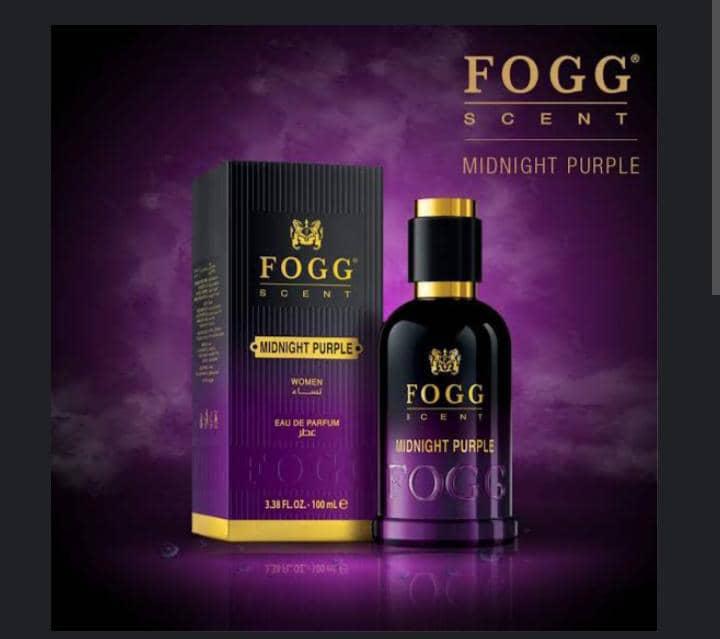 FOGG®
SCENT
MIDNIGHT PURPLE
FOGG®
SCENT
MIDNIGHT PURPLE
WOMEN
نساء
EAU DE PARFUM
عطر
FOGG
3.38 FL.OZ. - 100 mL ℮
FOGG
SCENT
MIDNIGHT PURPLE
FOGG